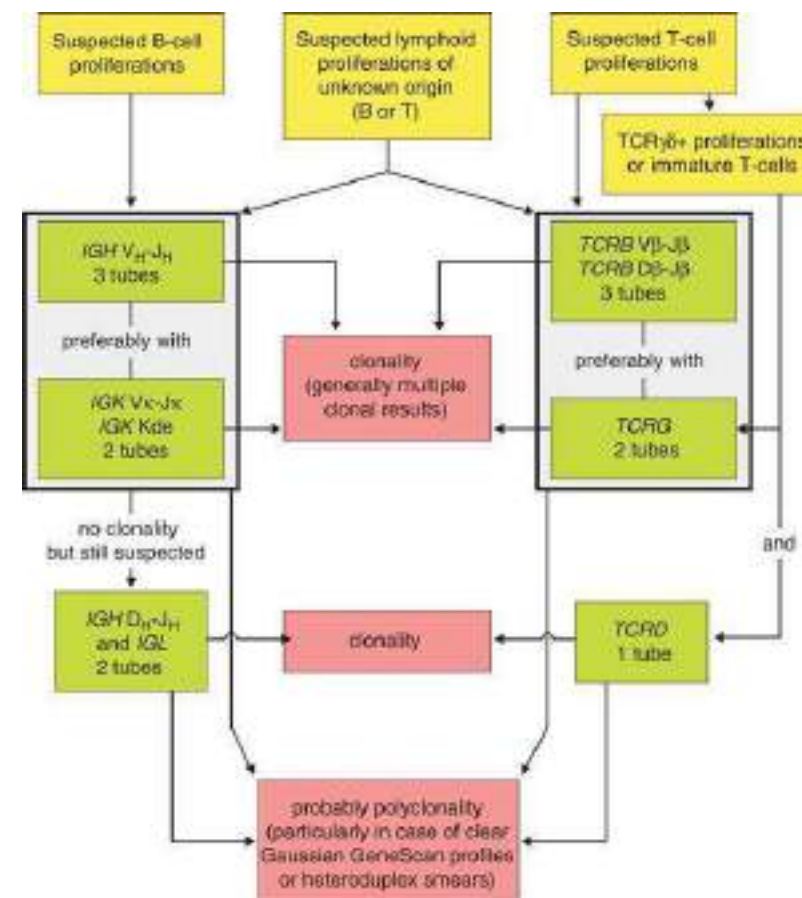 Suspected B-cell
proliferations
Suspected lymphoid
proliferations of
unknown origin
(B or T)
Suspected T-cell
proliferations
TCRγδ+ proliferations
or immature T-cells
IGH VH-JH
3 tubes
preferably with
IGK Vκ-Jκ
IGK Kde
2 tubes
TCRB Vβ-Jβ
TCRB Dβ-Jβ
3 tubes
preferably with
TCRG
2 tubes
clonality
(generally multiple
clonal results)
no clonality
but still suspected
and
IGH DH-JH
and IGL
2 tubes
clonality
TCRD
1 tube
probably polyclonality
(particularly in case of clear
Gaussian GeneScan profiles
or heteroduplex smears)